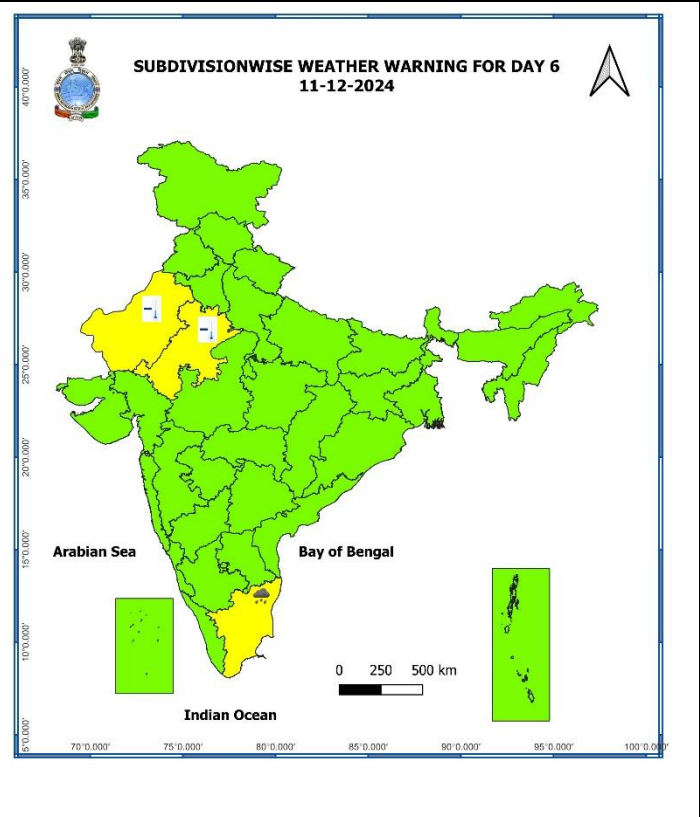 SUBDIVISIONWISE WEATHER WARNING FOR DAY 6
11-12-2024
40°0.000'
35°0.000'
30°0.000'
25°0.000'
20°0.000'
15°0.000'
10°0.000'
5°0.000'
Arabian Sea
Bay of Bengal
0 250 500 km
Indian Ocean
70°0.000' 75°0.000' 80°0.000' 85°0.000' 90°0.000' 95°0.000' 100°0.000'